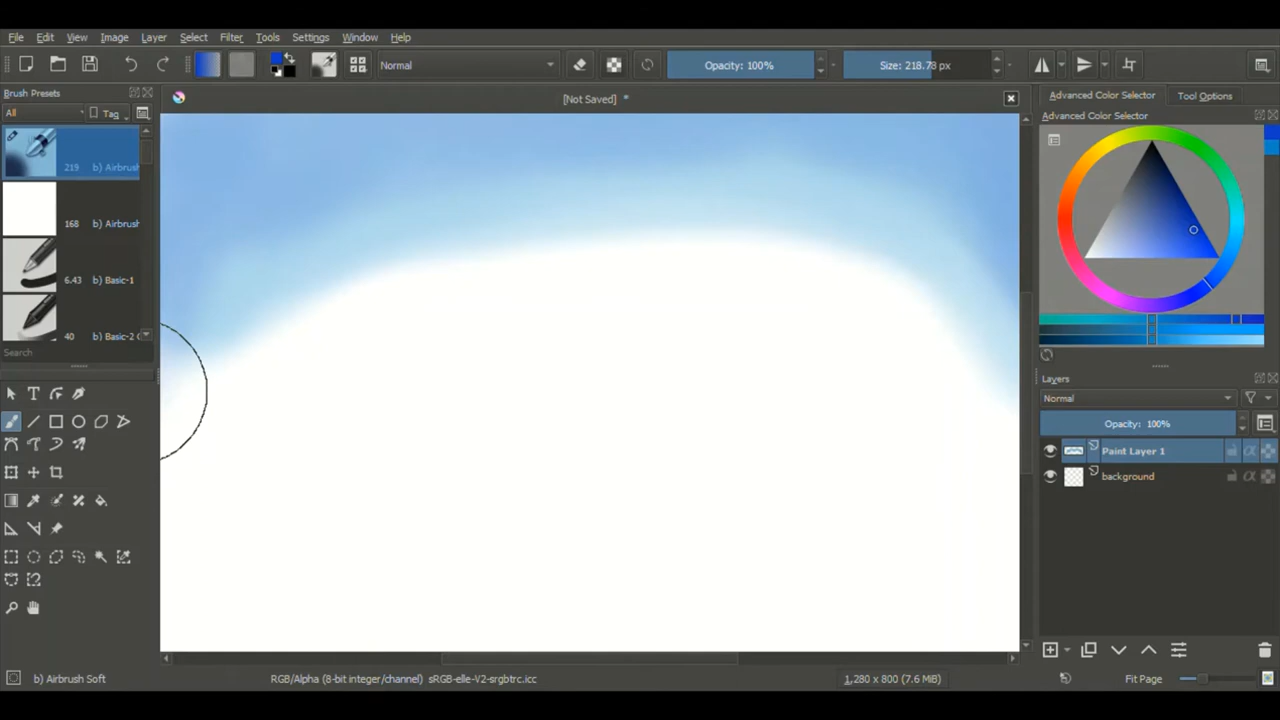 File Edit View Image Layer Select Filter Tools Settings Window Help
Normal Opacity: 100% Size: 218.78 px
Brush Presets
[Not Saved] *
Advanced Color Selector Tool Options
All Tag
Advanced Color Selector
219 b) Airbrush
168 b) Airbrush
6.43 b) Basic-1
40 b) Basic-2
Search
Layers
Normal
Opacity: 100%
Paint Layer 1
background
b) Airbrush Soft RGB/Alpha (8-bit integer/channel) sRGB-elle-V2-srgbtrc.icc 1,280 x 800 (7.6 MiB) Fit Page